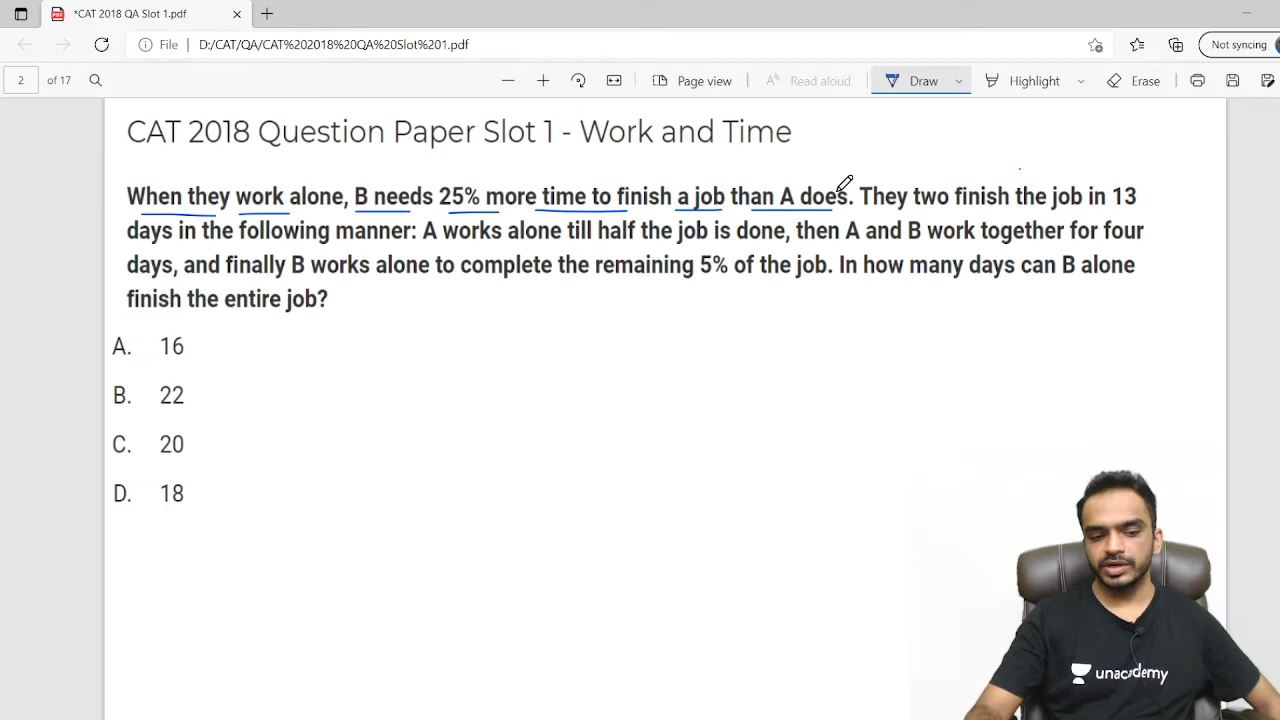 *CAT 2018 QA Slot 1.pdf
File D:/CAT/QA/CAT%202018%20QA%20Slot%201.pdf
Not syncing
2 of 17 Page view Read aloud Draw Highlight Erase
CAT 2018 Question Paper Slot 1 - Work and Time
When they work alone, B needs 25% more time to finish a job than A does. They two finish the job in 13
days in the following manner: A works alone till half the job is done, then A and B work together for four
days, and finally B works alone to complete the remaining 5% of the job. In how many days can B alone
finish the entire job?
A. 16
B. 22
C. 20
D. 18
unacademy